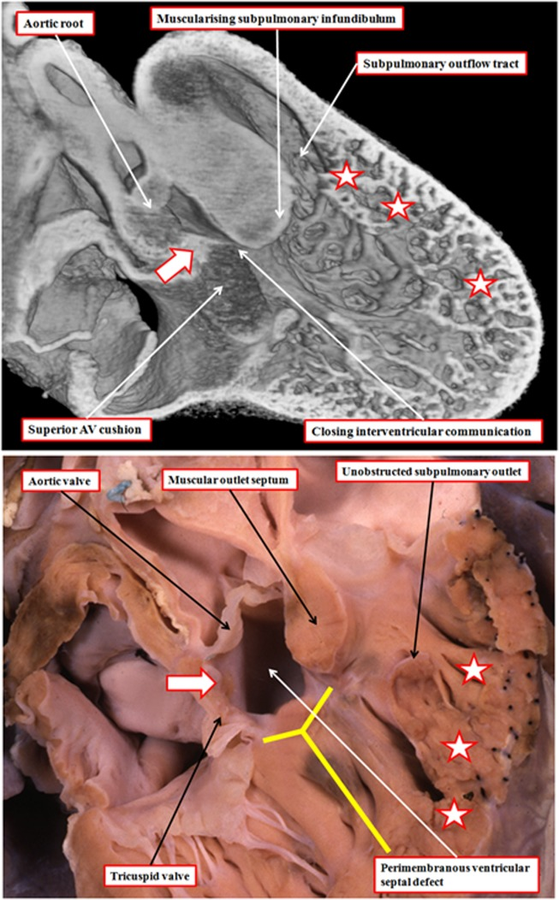 Aortic root
Muscularising subpulmonary infundibulum
Subpulmonary outflow tract
Superior AV cushion
Closing interventricular communication
Aortic valve
Muscular outlet septum
Unobstructed subpulmonary outlet
Tricuspid valve
Perimembranous ventricular
septal defect